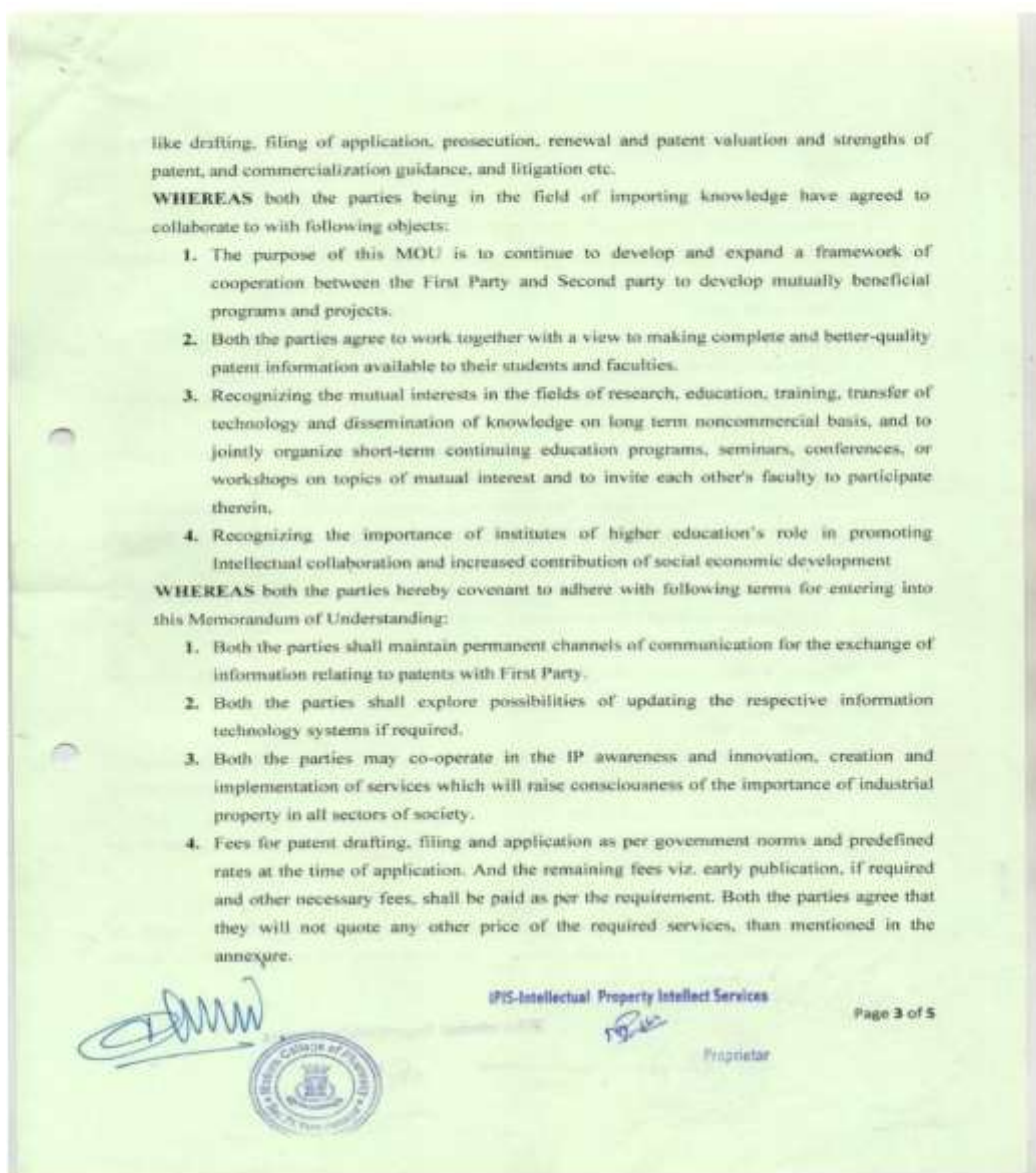 like drafting, filing of application, prosecution, renewal and patent valuation and strengths of
patent, and commercialization guidance, and litigation etc.
WHEREAS both the parties being in the field of importing knowledge have agreed to
collaborate to with following objects:
1. The purpose of this MOU is to continue to develop and expand a framework of
cooperation between the First Party and Second party to develop mutually beneficial
programs and projects.
2. Both the parties agree to work together with a view to making complete and better-quality
patent information available to their students and faculties.
3. Recognizing the mutual interests in the fields of research, education, training, transfer of
technology and dissemination of knowledge on long term noncommercial basis, and to
jointly organize short-term continuing education programs, seminars, conferences, or
workshops on topics of mutual interest and to invite each other's faculty to participate
therein.
4. Recognizing the importance of institutes of higher education's role in promoting
Intellectual collaboration and increased contribution of social economic development
WHEREAS both the parties hereby covenant to adhere with following terms for entering into
this Memorandum of Understanding:
1. Both the parties shall maintain permanent channels of communication for the exchange of
information relating to patents with First Party.
2. Both the parties shall explore possibilities of updating the respective information
technology systems if required.
3. Both the parties may co-operate in the IP awareness and innovation, creation and
implementation of services which will raise consciousness of the importance of industrial
property in all sectors of society.
4. Fees for patent drafting, filing and application as per government norms and predefined
rates at the time of application. And the remaining fees viz. early publication, if required
and other necessary fees, shall be paid as per the requirement. Both the parties agree that
they will not quote any other price of the required services, than mentioned in the
annexure.
IPIS-Intellectual Property Intellect Services
Page 3 of 5
Proprietor
College of Pharmacy